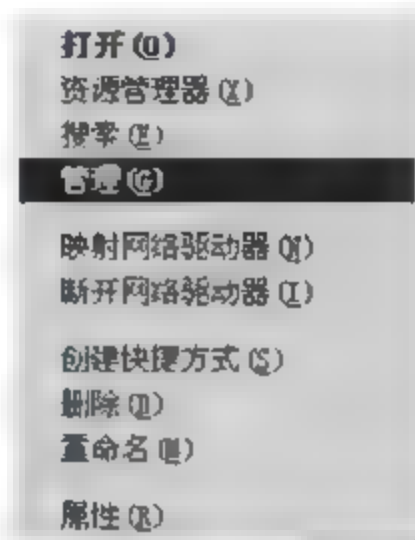 打开(O)
资源管理器(X)
搜索(E)
管理(G)
映射网络驱动器(N)
断开网络驱动器(I)
创建快捷方式(S)
删除(D)
重命名(M)
属性(R)